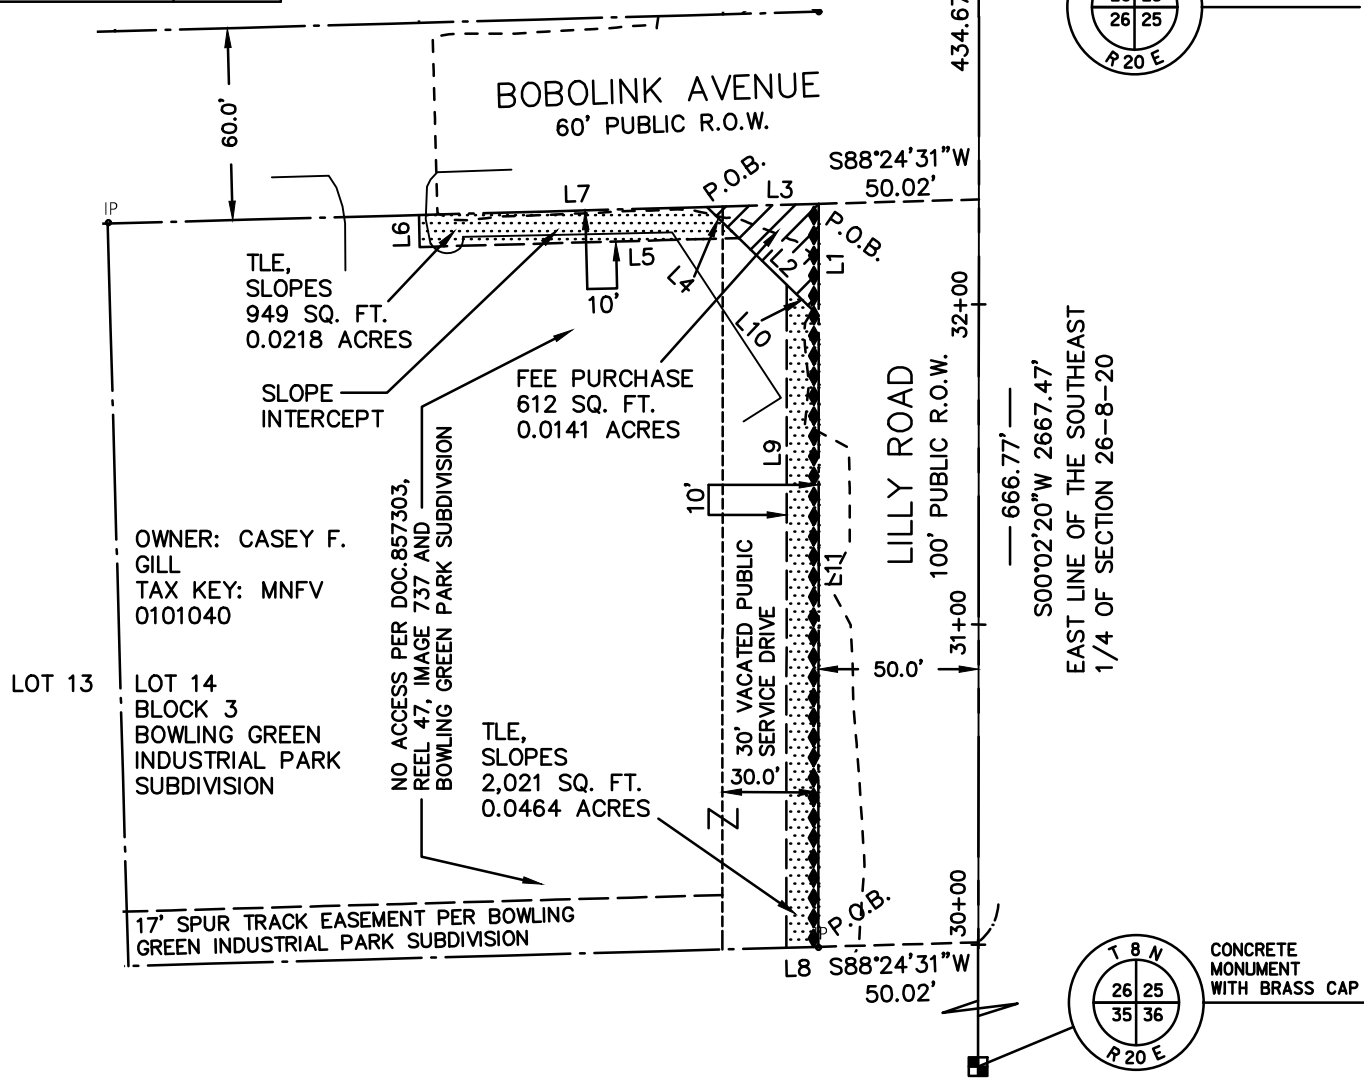 434.67
26 25
R 20 E
BOBOLINK AVENUE
60' PUBLIC R.O.W.
60.0'
S88°24'31"W
50.02'
IP
P.O.B.
L3
L7
L6
P.O.B.
L1
L2
L4
L5
10'
L10
TLE,
SLOPES
949 SQ. FT.
0.0218 ACRES
SLOPE
INTERCEPT
FEE PURCHASE
612 SQ. FT.
0.0141 ACRES
32+00
LILLY ROAD
100' PUBLIC R.O.W.
666.77'
S00°02'20"W 2667.47'
EAST LINE OF THE SOUTHEAST
1/4 OF SECTION 26-8-20
L9
10'
L11
NO ACCESS PER DOC.857303,
REEL 47, IMAGE 737 AND
BOWLING GREEN PARK SUBDIVISION
OWNER: CASEY F.
GILL
TAX KEY: MNFV
0101040
30' VACATED PUBLIC
SERVICE DRIVE
30.0'
31+00
50.0'
LOT 13
LOT 14
BLOCK 3
BOWLING GREEN
INDUSTRIAL PARK
SUBDIVISION
TLE,
SLOPES
2,021 SQ. FT.
0.0464 ACRES
Z
30+00
17' SPUR TRACK EASEMENT PER BOWLING
GREEN INDUSTRIAL PARK SUBDIVISION
P.O.B.
L8
S88°24'31"W
50.02'
T 8 N
26 25
35 36
R 20 E
CONCRETE
MONUMENT
WITH BRASS CAP